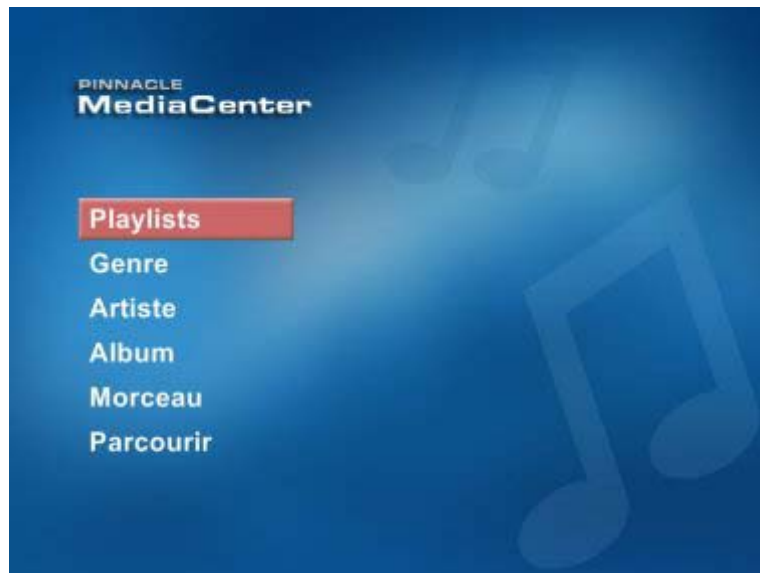 PINNACLE
MediaCenter
Playlists
Genre
Artiste
Album
Morceau
Parcourir